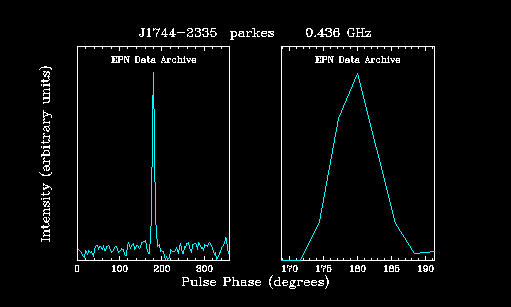 J1744-2335 parkes 0.436 GHz
EPN Data Archive
EPN Data Archive
Intensity (arbitrary units)
0 100 200 300
170 175 180 185 190
Pulse Phase (degrees)